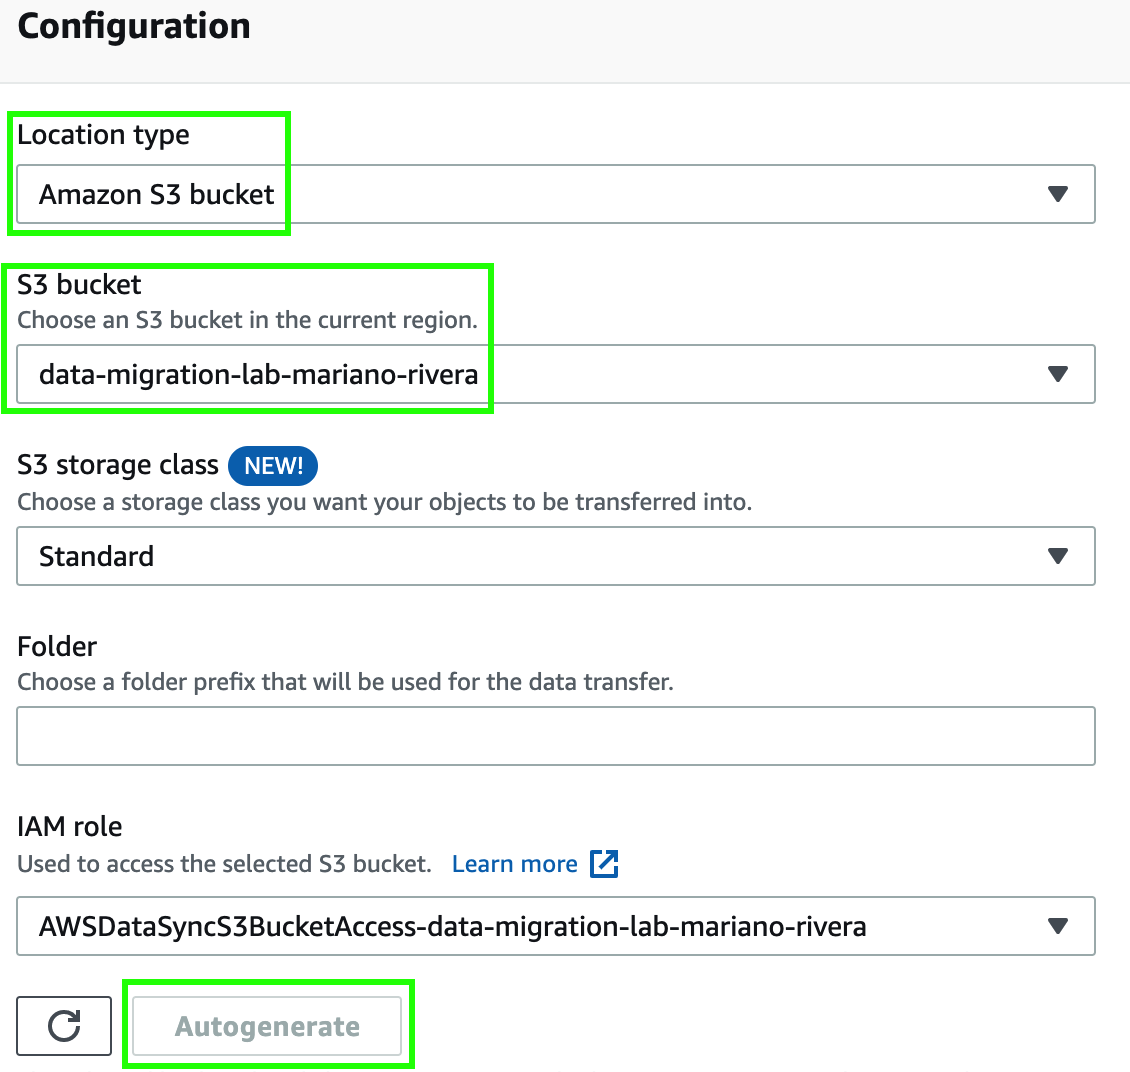 Configuration
Location type
Amazon S3 bucket
S3 bucket
Choose an S3 bucket in the current region.
data-migration-lab-mariano-rivera
S3 storage class NEW!
Choose a storage class you want your objects to be transferred into.
Standard
Folder
Choose a folder prefix that will be used for the data transfer.
IAM role
Used to access the selected S3 bucket. Learn more
AWSDataSyncS3BucketAccess-data-migration-lab-mariano-rivera
Autogenerate